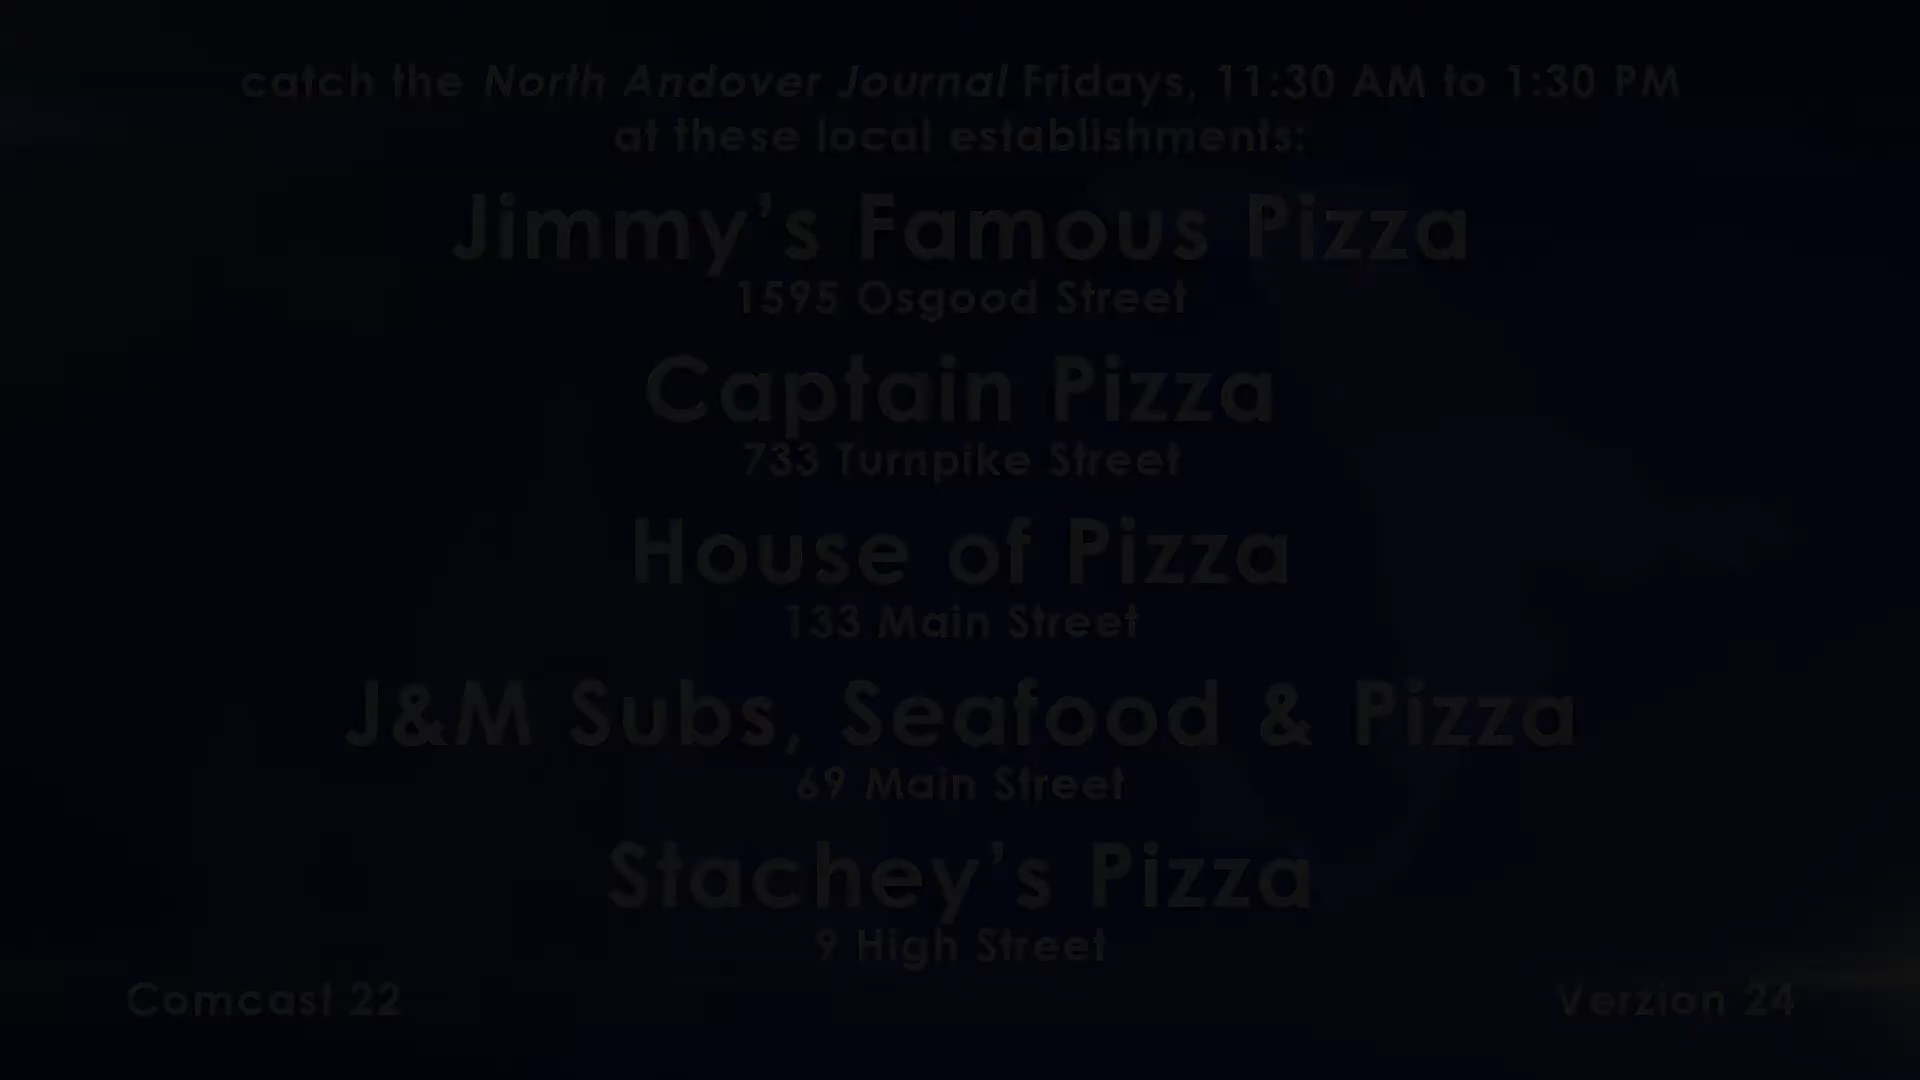 catch the North Andover Journal Fridays, 11:30 AM to 1:30 PM
at these local establishments:
Jimmy's Famous Pizza
1595 Osgood Street
Captain Pizza
733 Turnpike Street
House of Pizza
133 Main Street
J&M Subs, Seafood & Pizza
69 Main Street
Stachey's Pizza
9 High Street
Comcast 22
Verzion 24